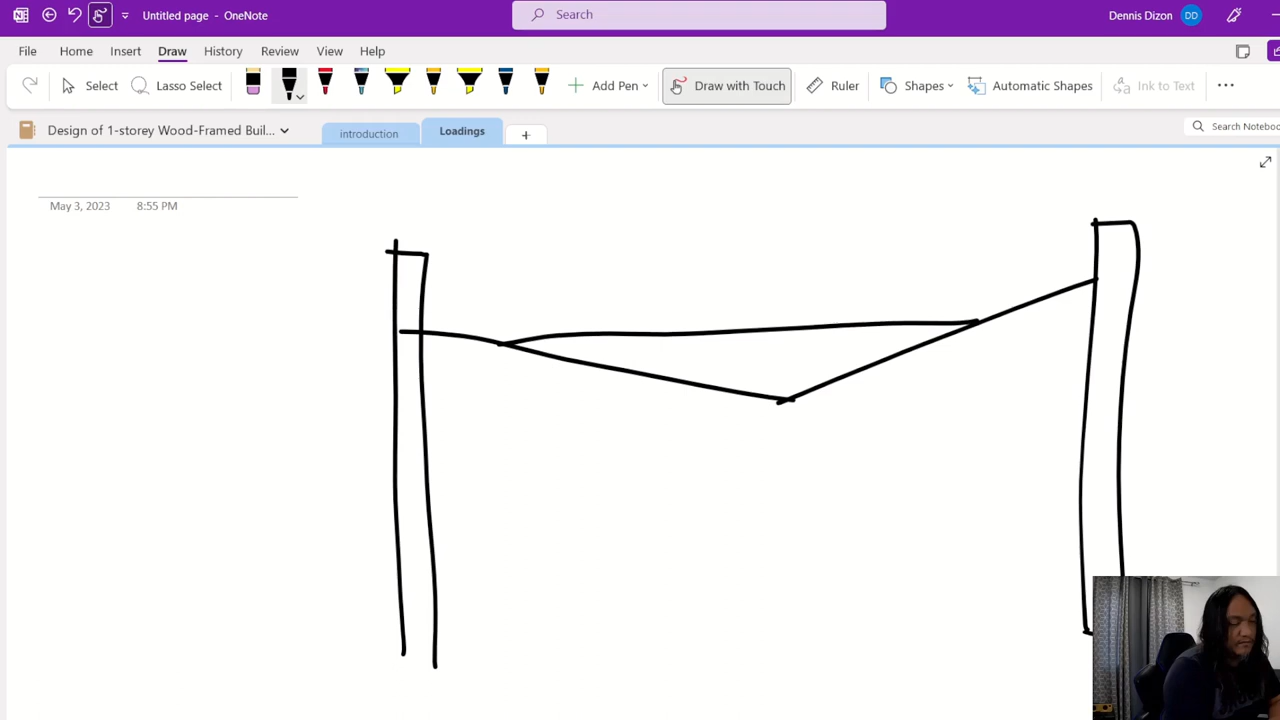 Untitled page - OneNote
Search
Dennis Dizon
DD
File
Home
Insert
Draw
History
Review
View
Help
Select
Lasso Select
Add Pen
Draw with Touch
Ruler
Shapes
Automatic Shapes
Ink to Text
Design of 1-storey Wood-Framed Buil...
introduction
Loadings
Search Notebo
May 3, 2023
8:55 PM